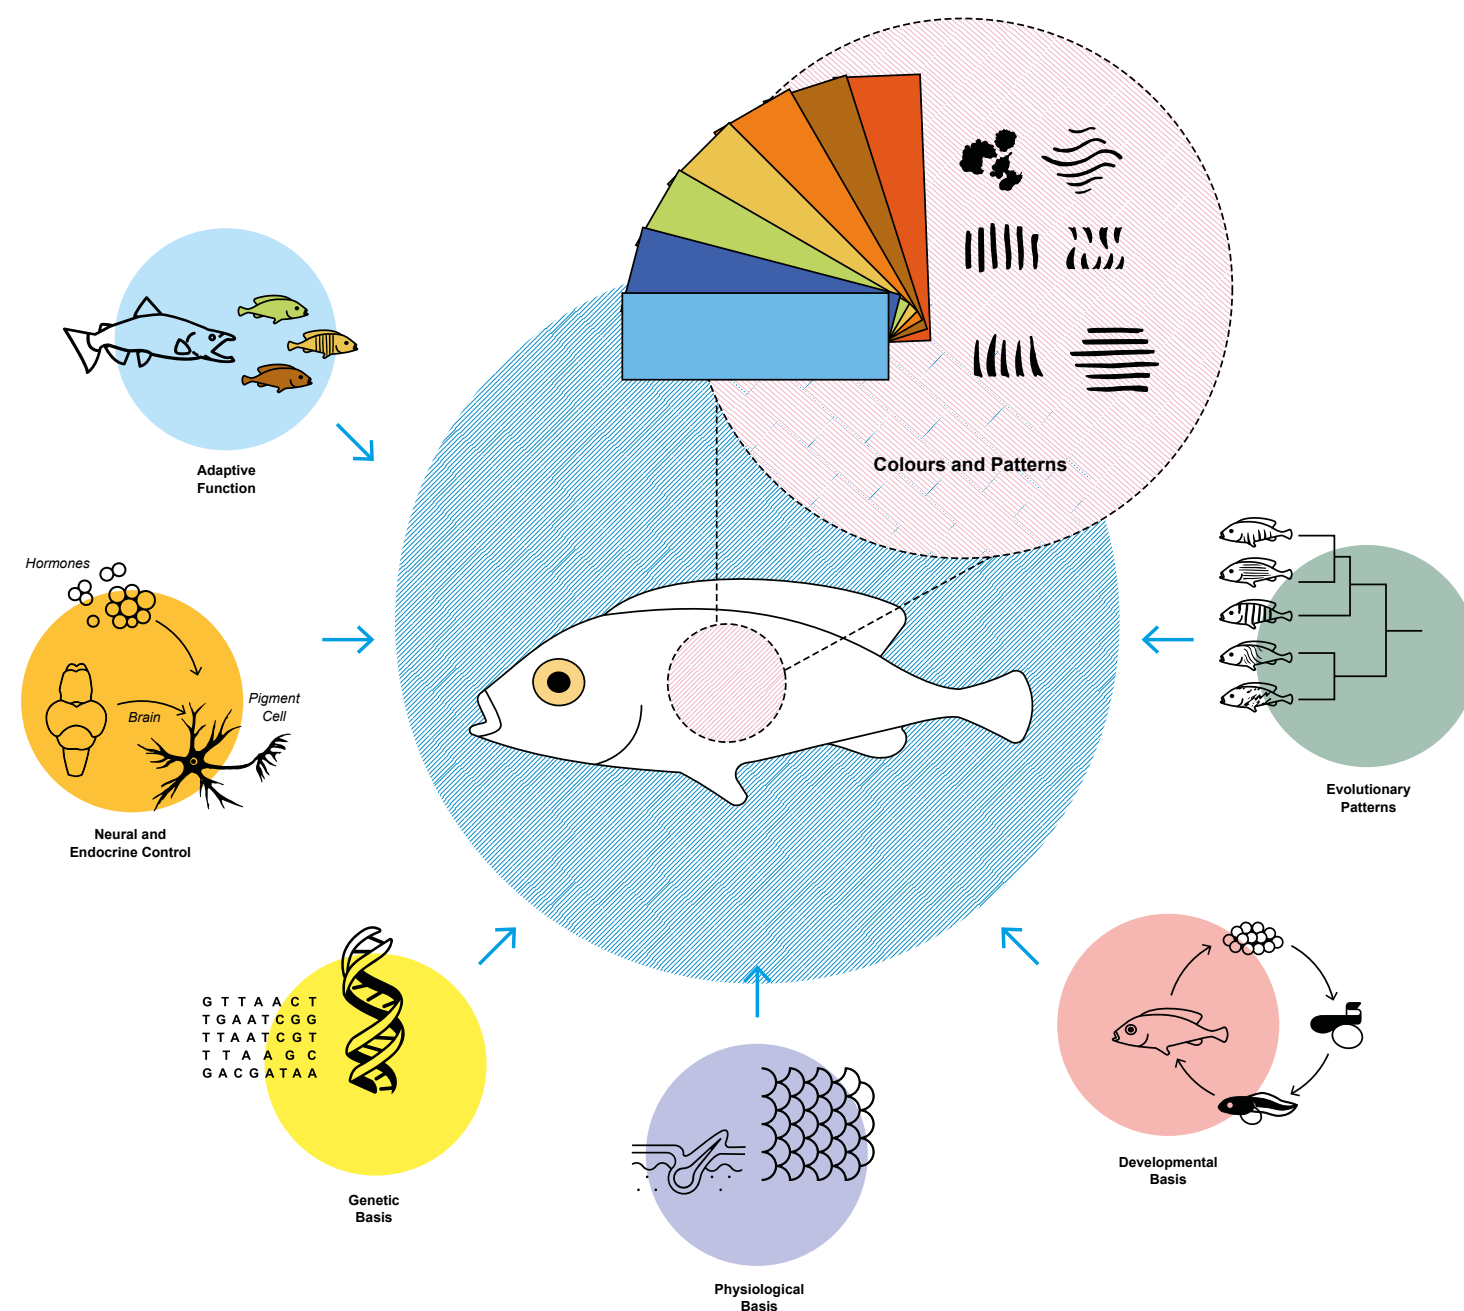 Colours and Patterns
Adaptive
Function
Hormones
Brain
Pigment
Cell
Neural and
Endocrine Control
Evolutionary
Patterns
G T T A A C T
T G A A T C G G
T T A A T C G T
T T A A G C
G A C G A T A A
Genetic
Basis
Developmental
Basis
Physiological
Basis